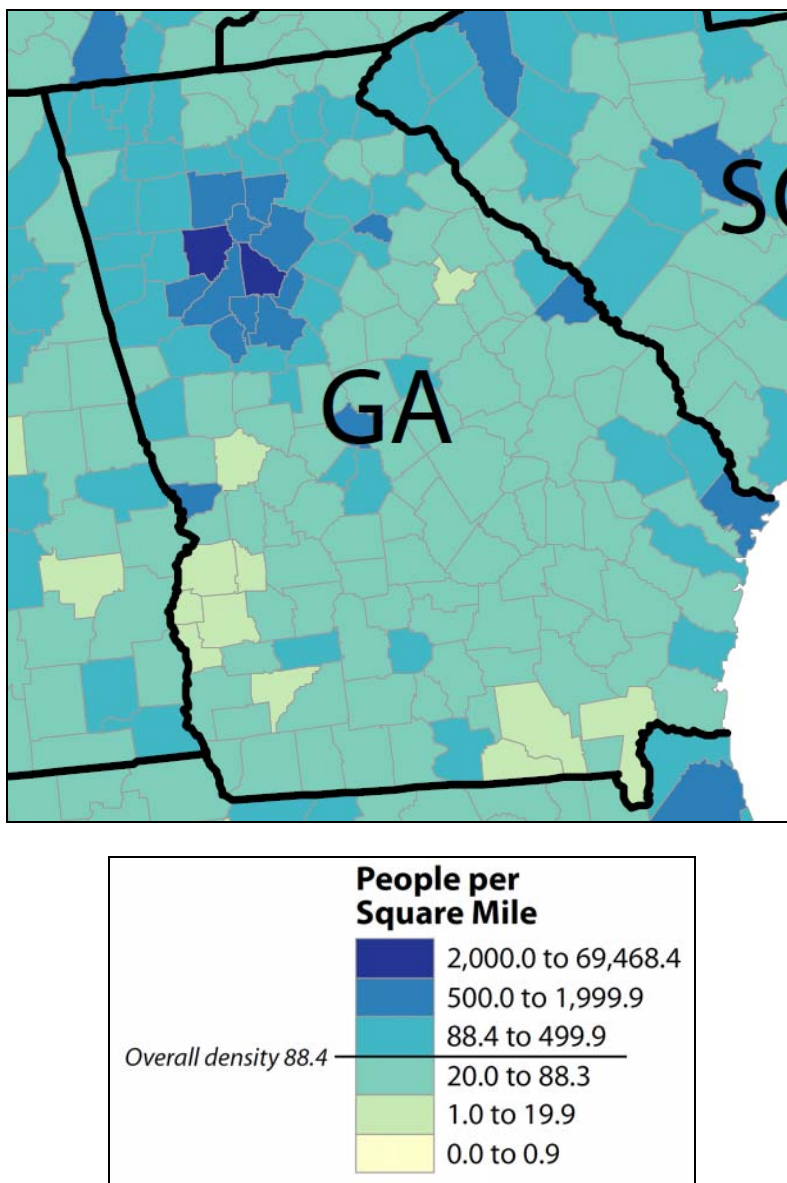 SC
GA
People per
Square Mile
2,000.0 to 69,468.4
500.0 to 1,999.9
88.4 to 499.9
Overall density 88.4
20.0 to 88.3
1.0 to 19.9
0.0 to 0.9